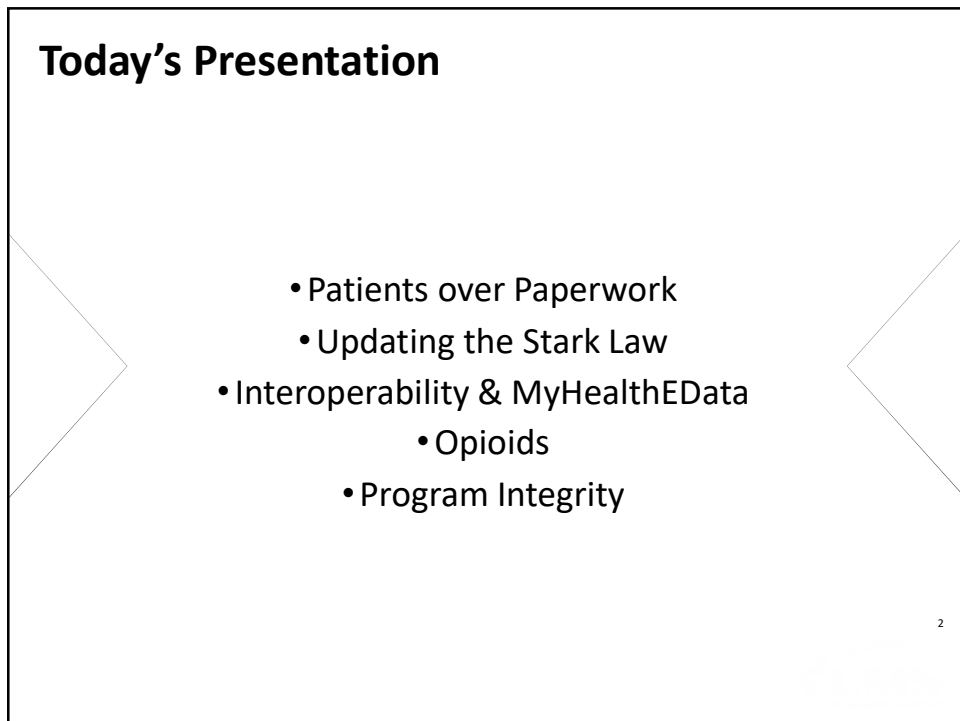 Today’s Presentation
•Patients over Paperwork
•Updating the Stark Law
•Interoperability & MyHealthEData
•Opioids
•Program Integrity
2